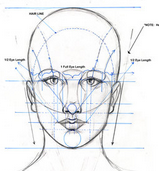 HAIR LINE
*NOTE
1/2 Eye Length
1 Full Eye Length
1/2 Eye Length